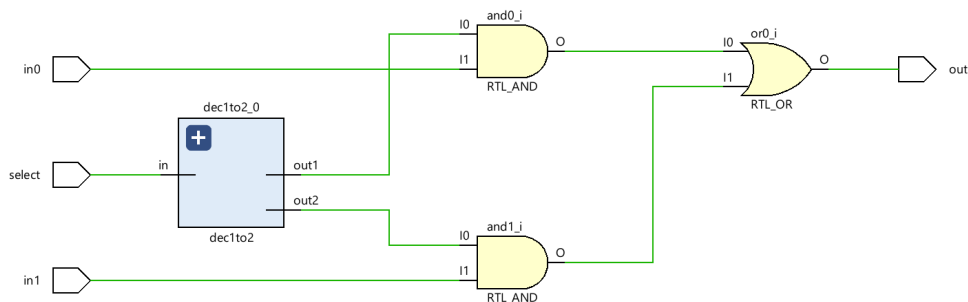 and0_i
I0
I1
O
RTL_AND
or0_i
I0
I1
O
RTL_OR
in0
out
dec1to2_0
+
select
in
out1
out2
dec1to2
and1_i
I0
I1
O
RTL_AND
in1